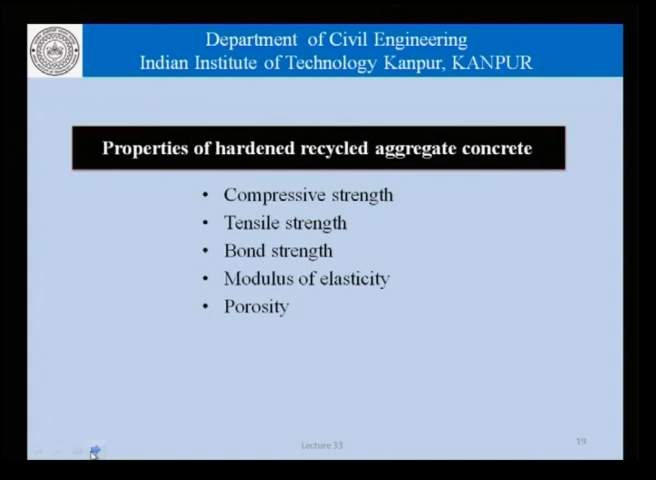 Department of Civil Engineering
Indian Institute of Technology Kanpur, KANPUR
Properties of hardened recycled aggregate concrete
• Compressive strength
• Tensile strength
• Bond strength
• Modulus of elasticity
• Porosity
Lecture 33
19